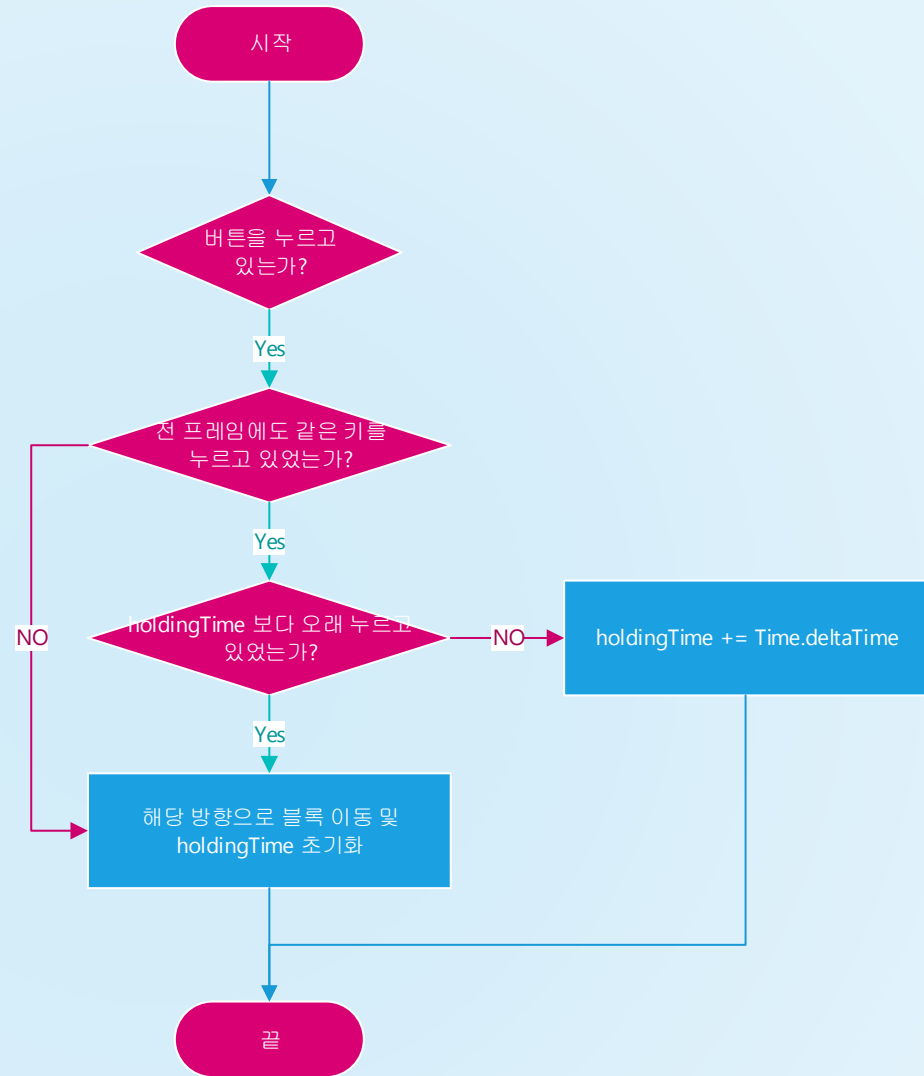 시작
버튼을 누르고
있는가?
Yes
전 프레임에도 같은 키를
누르고 있었는가?
Yes
holdingTime 보다 오래 누르고
있었는가?
NO
NO
holdingTime += Time.deltaTime
Yes
해당 방향으로 블록 이동 및
holdingTime 초기화
끝